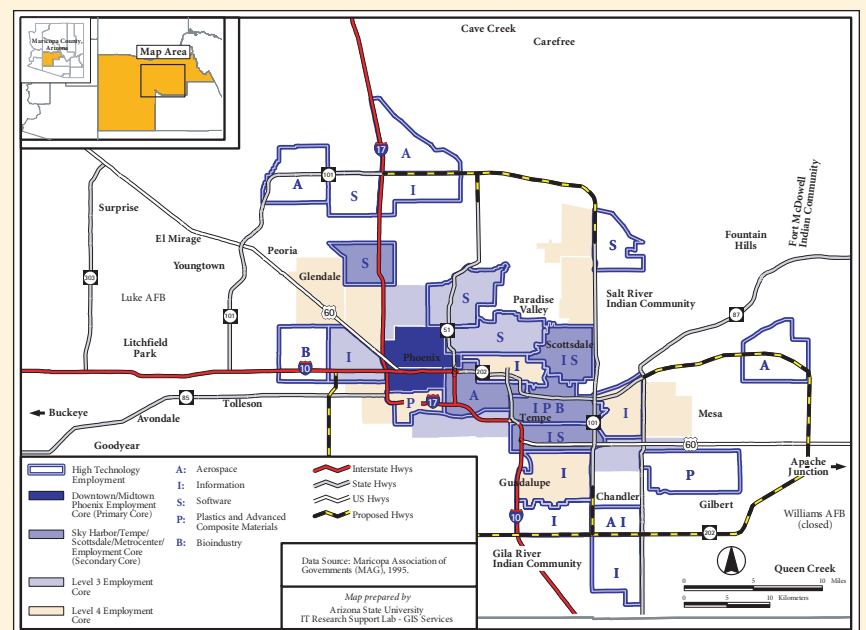 Cave Creek
Carefree
Maricopa County,
Arizona
Map Area
17
A
101
A
S
I
Surprise
El Mirage
Peoria
Youngtown
Fort McDowell
Indian Community
Fountain
Hills
S
Glendale
S
303
Luke AFB
S
Paradise
Valley
Salt River
Indian Community
60
101
51
87
Litchfield
Park
B
10
I
Phoenix
S
Scottsdale
I S
I
202
A
85
Tolleson
P
17
A
I P B
I
Mesa
Buckeye
Avondale
Tempe
101
Goodyear
I S
60
Apache
Junction
Guadalupe
I
P
Chandler
Gilbert
10
I
A I
Williams AFB
(closed)
202
Gila River
Indian Community
I
Queen Creek
High Technology
Employment
Downtown/Midtown
Phoenix Employment
Core (Primary Core)
Sky Harbor/Tempe/
Scottsdale/Metrocenter/
Employment Core
(Secondary Core)
Level 3 Employment
Core
Level 4 Employment
Core
A: Aerospace
I: Information
S: Software
P: Plastics and Advanced
Composite Materials
B: Bioindustry
Interstate Hwys
State Hwys
US Hwys
Proposed Hwys
Data Source: Maricopa Association of
Governments (MAG), 1995.
Map prepared by
Arizona State University
IT Research Support Lab - GIS Services
0 5 10 Miles
0 5 10 Kilometers